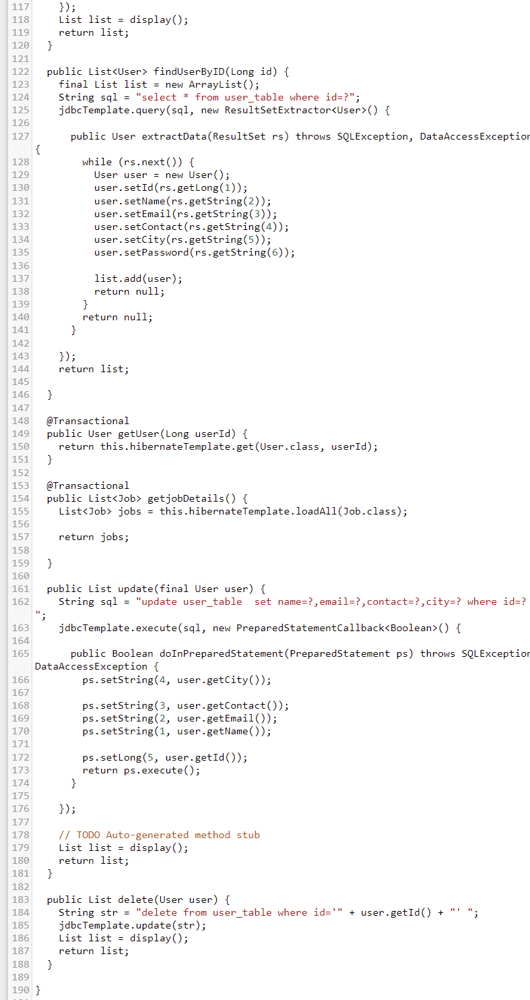 117     });
118     List list = display();
119     return list;
120   }
121
122   public List<User> findUserByID(Long id) {
123     final List list = new ArrayList();
124     String sql = "select * from user_table where id=?";
125     jdbcTemplate.query(sql, new ResultSetExtractor<User>() {
126
127       public User extractData(ResultSet rs) throws SQLException, DataAccessException
{
128         while (rs.next()) {
129           User user = new User();
130           user.setId(rs.getLong(1));
131           user.setName(rs.getString(2));
132           user.setEmail(rs.getString(3));
133           user.setContact(rs.getString(4));
134           user.setCity(rs.getString(5));
135           user.setPassword(rs.getString(6));
136
137           list.add(user);
138           return null;
139         }
140         return null;
141       }
142
143     });
144     return list;
145
146   }
147
148   @Transactional
149   public User getUser(Long userId) {
150     return this.hibernateTemplate.get(User.class, userId);
151   }
152
153   @Transactional
154   public List<Job> getjobDetails() {
155     List<Job> jobs = this.hibernateTemplate.loadAll(Job.class);
156
157     return jobs;
158
159   }
160
161   public List update(final User user) {
162     String sql = "update user_table  set name=?,email=?,contact=?,city=? where id=?
";
163     jdbcTemplate.execute(sql, new PreparedStatementCallback<Boolean>() {
164
165       public Boolean doInPreparedStatement(PreparedStatement ps) throws SQLException
DataAccessException {
166         ps.setString(4, user.getCity());
167
168         ps.setString(3, user.getContact());
169         ps.setString(2, user.getEmail());
170         ps.setString(1, user.getName());
171
172         ps.setLong(5, user.getId());
173         return ps.execute();
174       }
175
176     });
177
178     // TODO Auto-generated method stub
179     List list = display();
180     return list;
181   }
182
183   public List delete(User user) {
184     String str = "delete from user_table where id='" + user.getId() + "' ";
185     jdbcTemplate.update(str);
186     List list = display();
187     return list;
188   }
189
190 }